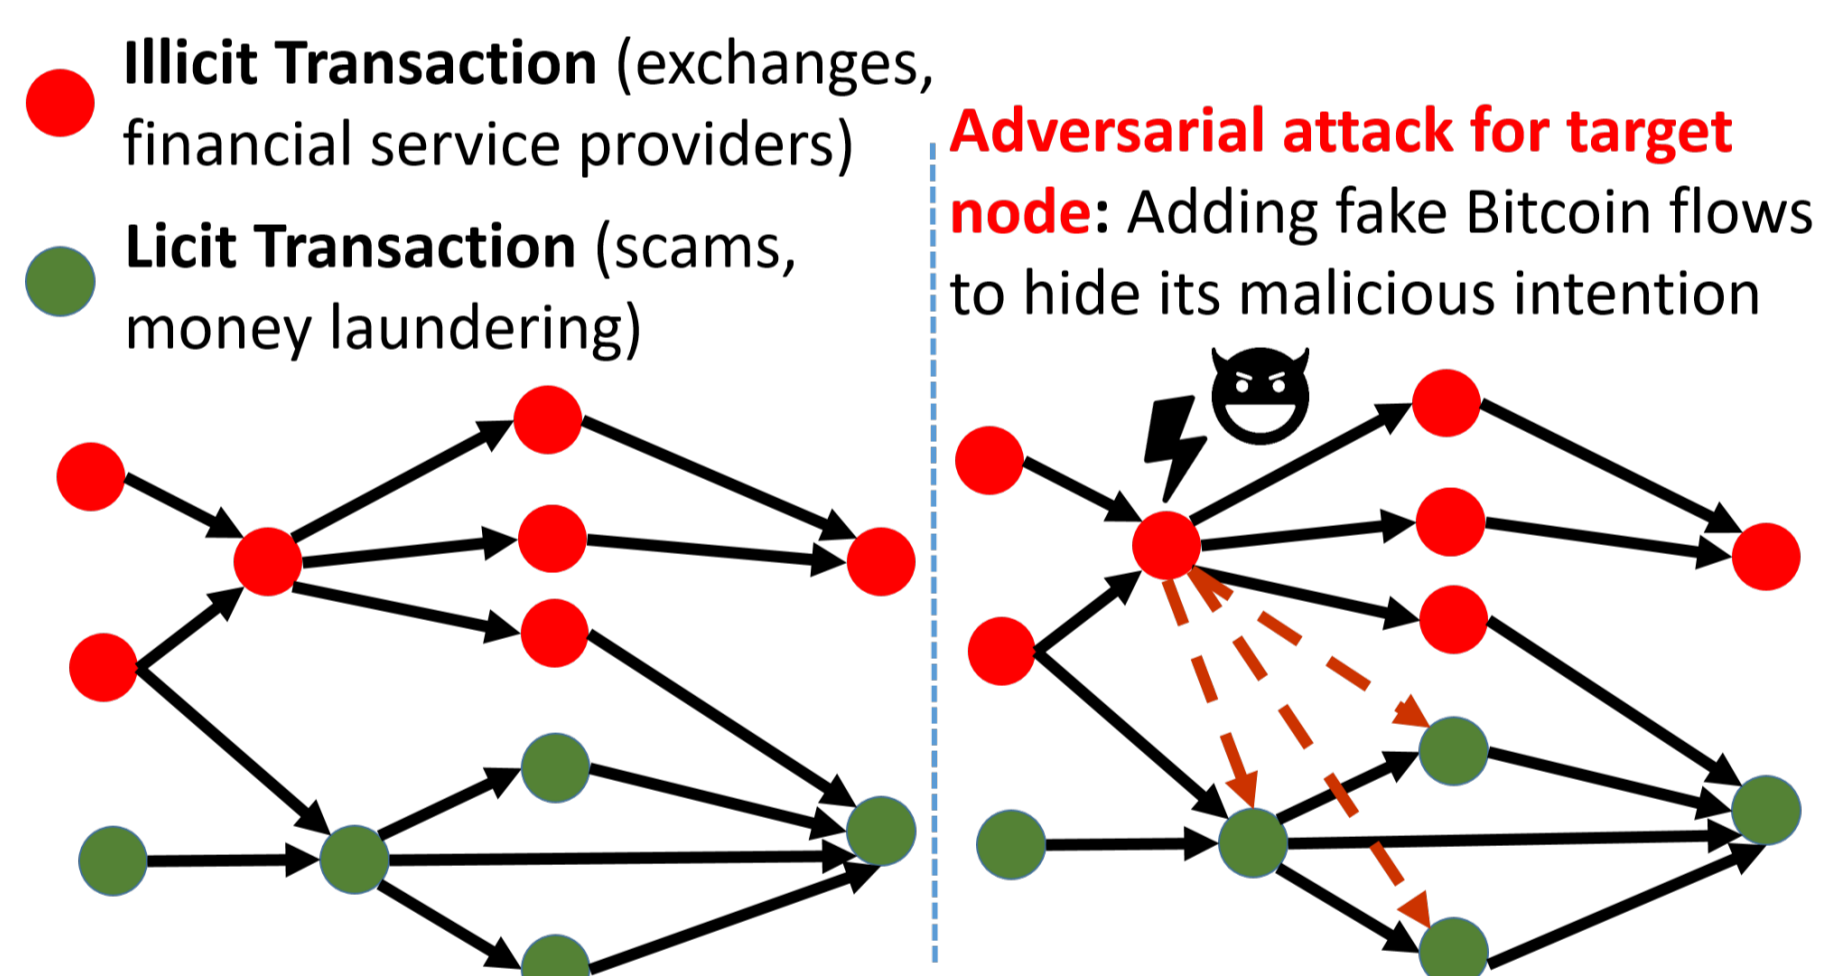 Illicit Transaction (exchanges,
financial service providers)
Licit Transaction (scams,
money laundering)
Adversarial attack for target
node: Adding fake Bitcoin flows
to hide its malicious intention